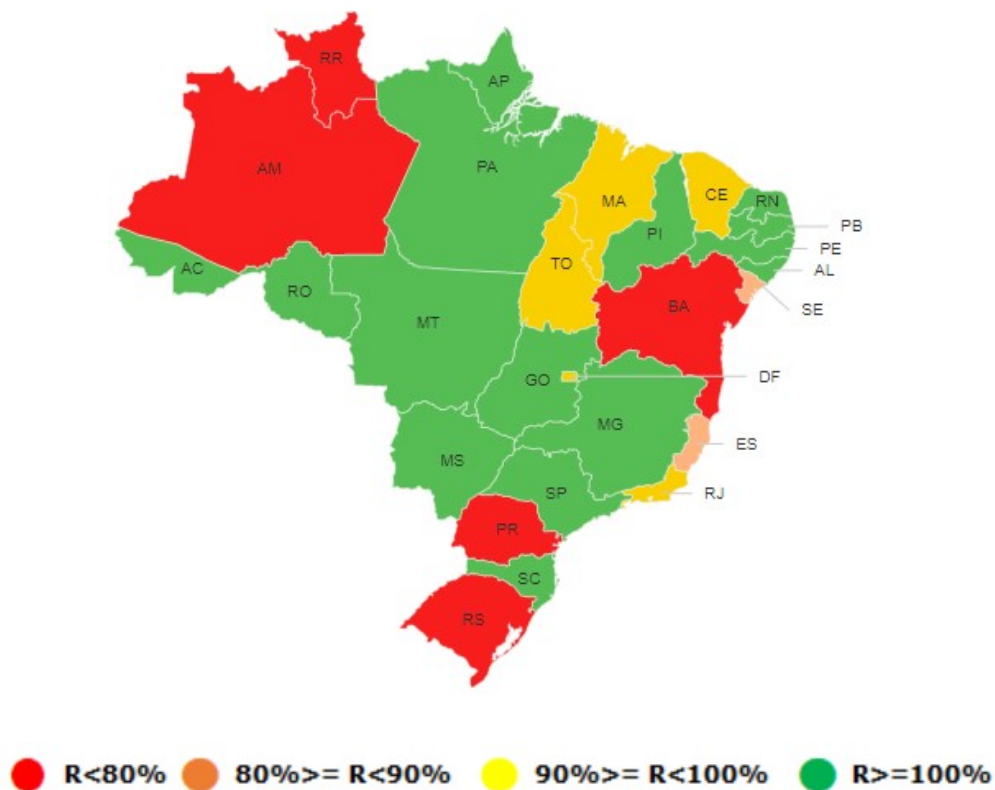 RR
AP
AM
PA
MA
CE
RN
PB
PI
PE
AC
TO
AL
RO
BA
SE
MT
GO
DF
MG
ES
MS
SP
RJ
PR
SC
RS
R<80% 80%>= R<90% 90%>= R<100% R>=100%